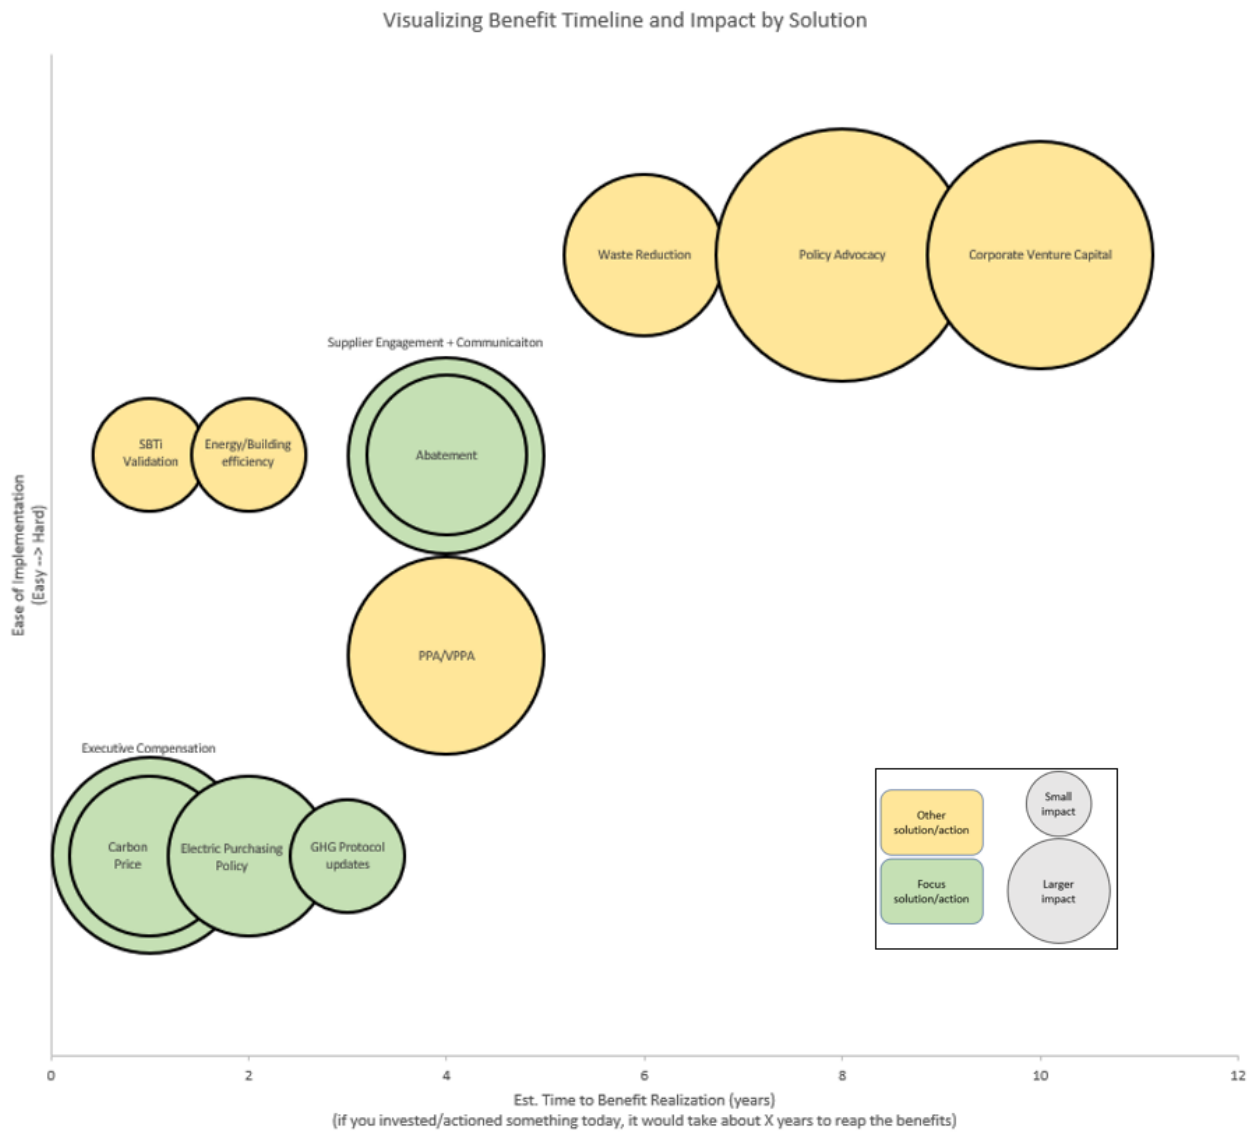 Visualizing Benefit Timeline and Impact by Solution
Waste Reduction
Policy Advocacy
Corporate Venture Capital
Supplier Engagement + Communicaiton
SBTi
Validation
Energy/Building
efficiency
Abatement
Ease of Implementation
(Easy --> Hard)
PPA/VPPA
Executive Compensation
Carbon
Price
Electric Purchasing
Policy
GHG Protocol
updates
Other
solution/action
Small
impact
Focus
solution/action
Larger
impact
0 2 4 6 8 10 12
Est. Time to Benefit Realization (years)
(if you invested/actioned something today, it would take about X years to reap the benefits)